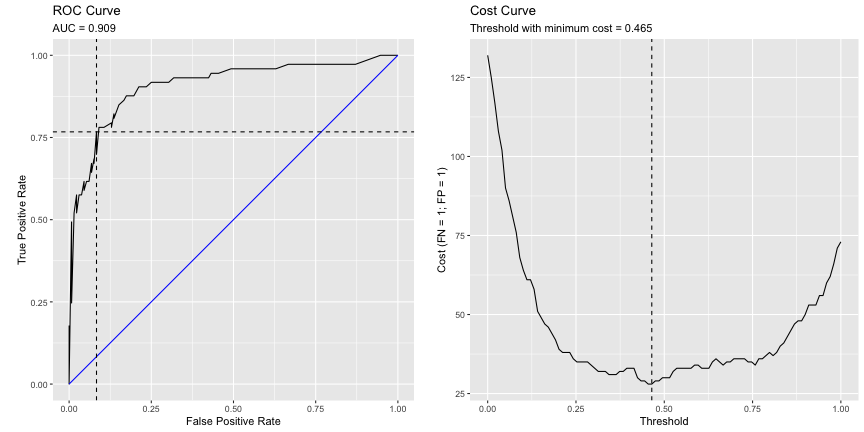 ROC Curve
AUC = 0.909
1.00
0.75
0.50
0.25
0.00
True Positive Rate
0.00 0.25 0.50 0.75 1.00
False Positive Rate
Cost Curve
Threshold with minimum cost = 0.465
125
100
75
50
25
Cost (FN = 1; FP = 1)
0.00 0.25 0.50 0.75 1.00
Threshold